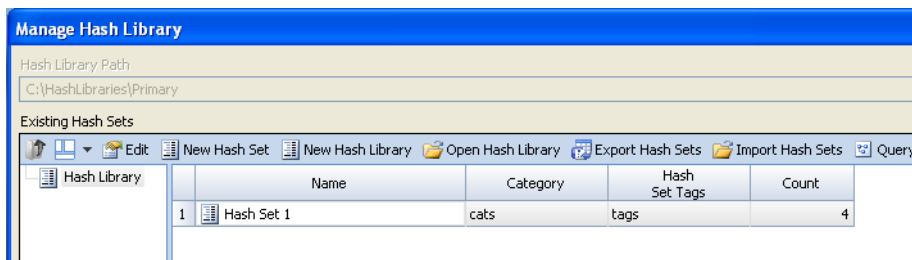 Manage Hash Library
Hash Library Path
C:\HashLibraries\Primary
Existing Hash Sets
Edit New Hash Set New Hash Library Open Hash Library Export Hash Sets Import Hash Sets Query
Hash Library
Name Category Hash Set Tags Count
1 Hash Set 1 cats tags 4